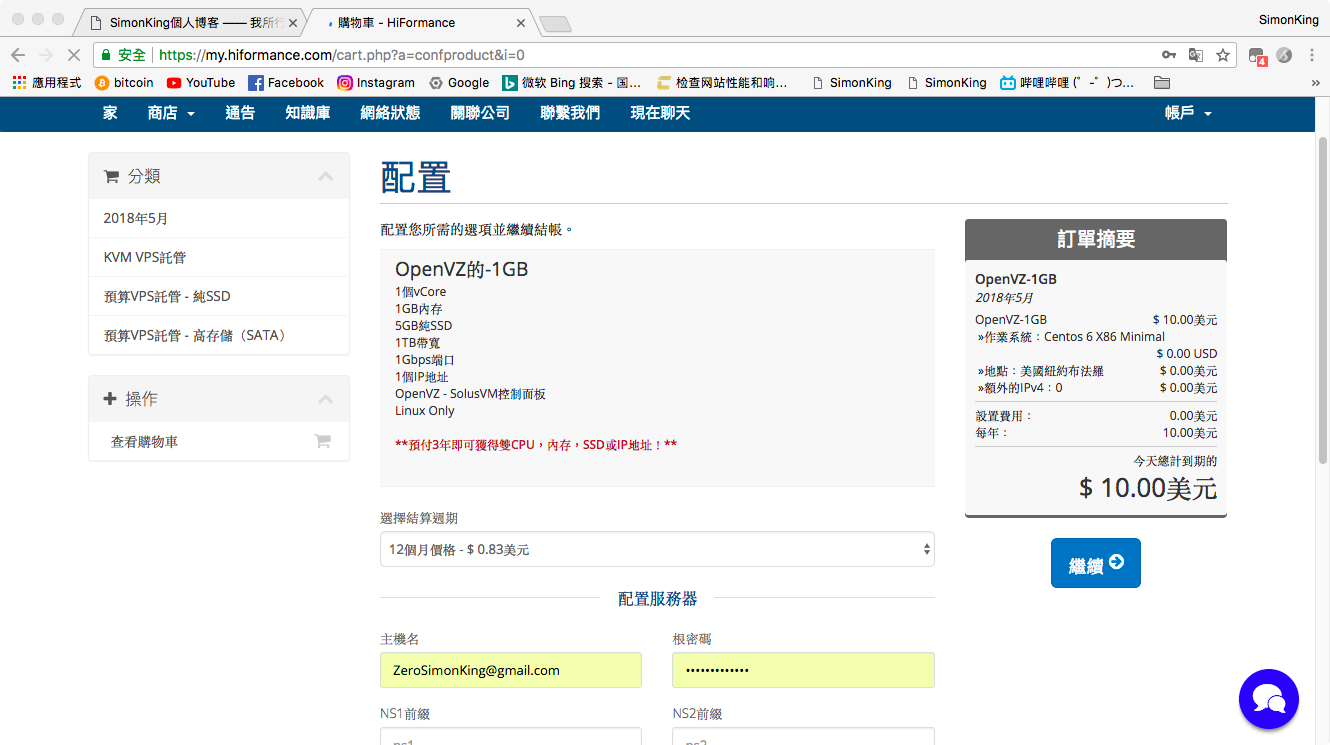 SimonKing個人博客 —— 我所行
購物車 - HiFormance
SimonKing
安全
https://my.hiformance.com/cart.php?a=confproduct&i=0
4
應用程式
bitcoin
YouTube
Facebook
Instagram
Google
微软 Bing 搜索 - 国...
检查网站性能和响...
SimonKing
SimonKing
哔哩哔哩 (゜-゜)つ...
»
家
商店
通告
知識庫
網絡狀態
關聯公司
聯繫我們
現在聊天
帳戶
分類
2018年5月
KVM VPS託管
預算VPS託管 - 純SSD
預算VPS託管 - 高存儲（SATA）
操作
查看購物車
配置
配置您所需的選項並繼續結帳。
OpenVZ的-1GB
1個vCore
1GB內存
5GB純SSD
1TB帶寬
1Gbps端口
1個IP地址
OpenVZ - SolusVM控制面板
Linux Only
**預付3年即可獲得雙CPU，內存，SSD或IP地址！**
選擇結算週期
12個月價格 - $ 0.83美元
配置服務器
主機名
根密碼
ZeroSimonKing@gmail.com
•••••••••••••
NS1前綴
NS2前綴
ns1
ns2
訂單摘要
OpenVZ-1GB
2018年5月
OpenVZ-1GB $ 10.00美元
»作業系統：Centos 6 X86 Minimal
$ 0.00 USD
»地點：美國紐約布法羅 $ 0.00美元
»額外的IPv4：0 $ 0.00美元
設置費用： 0.00美元
每年： 10.00美元
今天總計到期的
$ 10.00美元
繼續